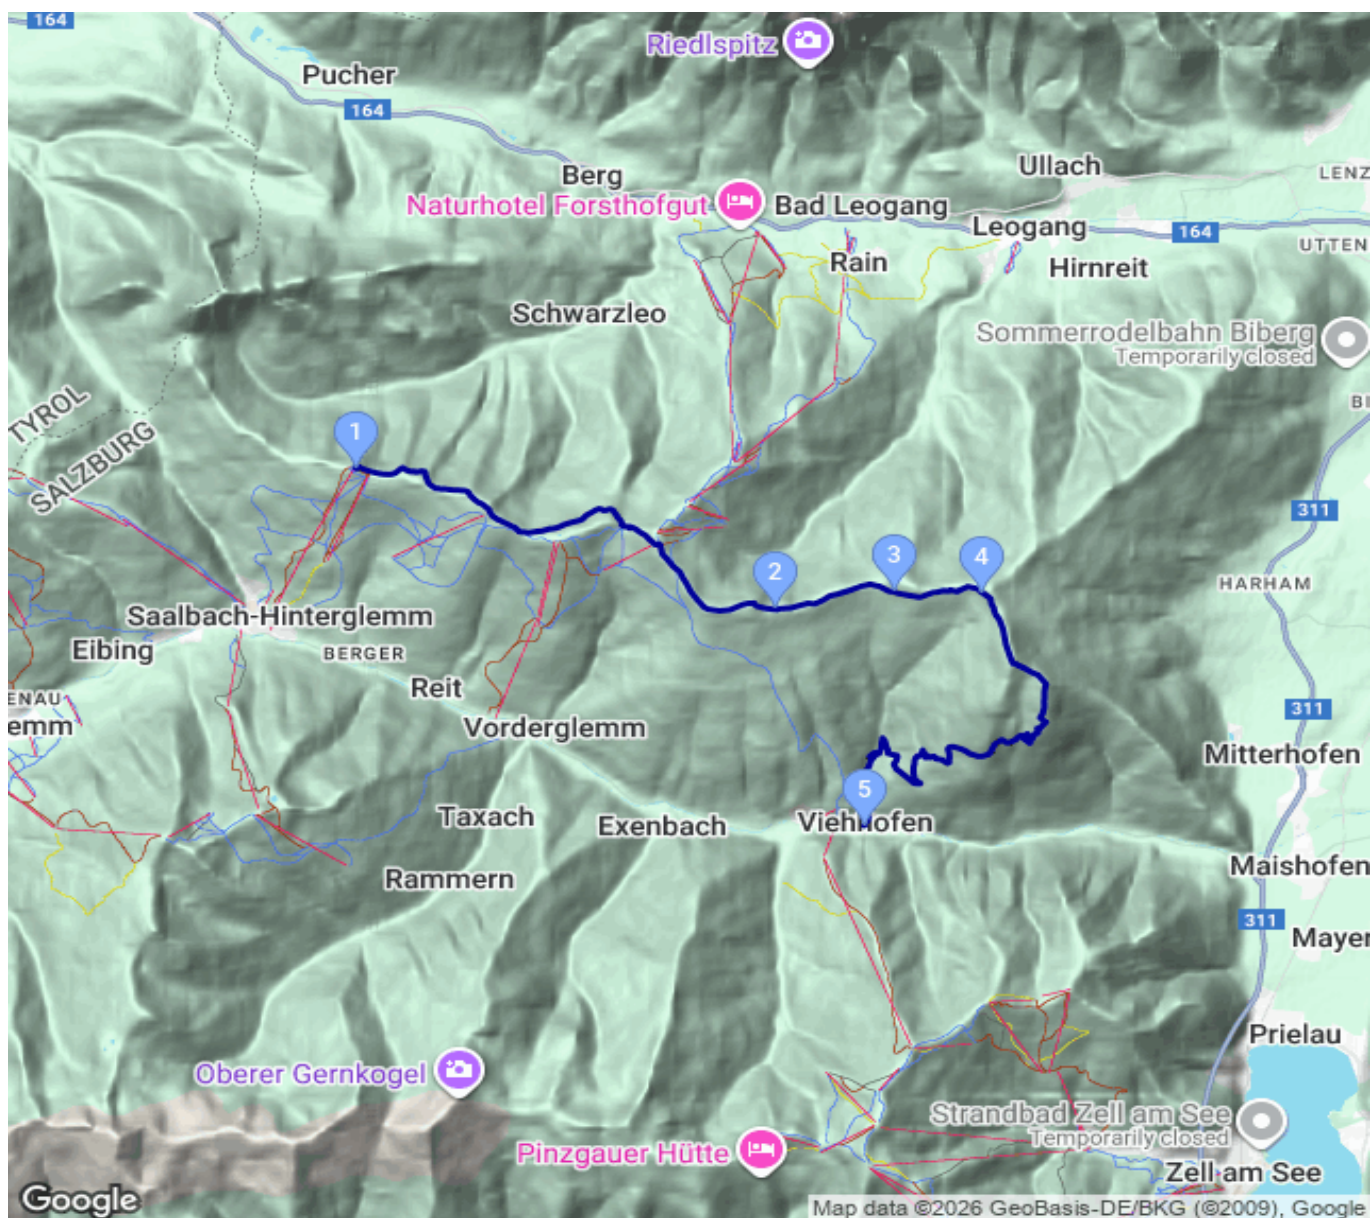 164
Riedlspitz
Pucher
164
Ullach
Berg
LENZ
Naturhotel Forsthofgut
Bad Leogang
Leogang
164
UTTEN
Rain
Hirnreit
Schwarzleo
Sommerrodelbahn Biberg
Temporarily closed
TYROL
SALZBURG
BI
1
311
2
3
4
HARHAM
Saalbach-Hinterglemm
Eibing
BERGER
Reit
ENAU
emm
Vorderglemm
311
Mitterhofen
5
Taxach
Exenbach
Viehhofen
Maishofen
Rammern
311
Mayer
Prielau
Oberer Gernkogel
Strandbad Zell am See
Temporarily closed
Pinzgauer Hütte
Zell am See
Google
Map data ©2026 GeoBasis-DE/BKG (©2009), Google